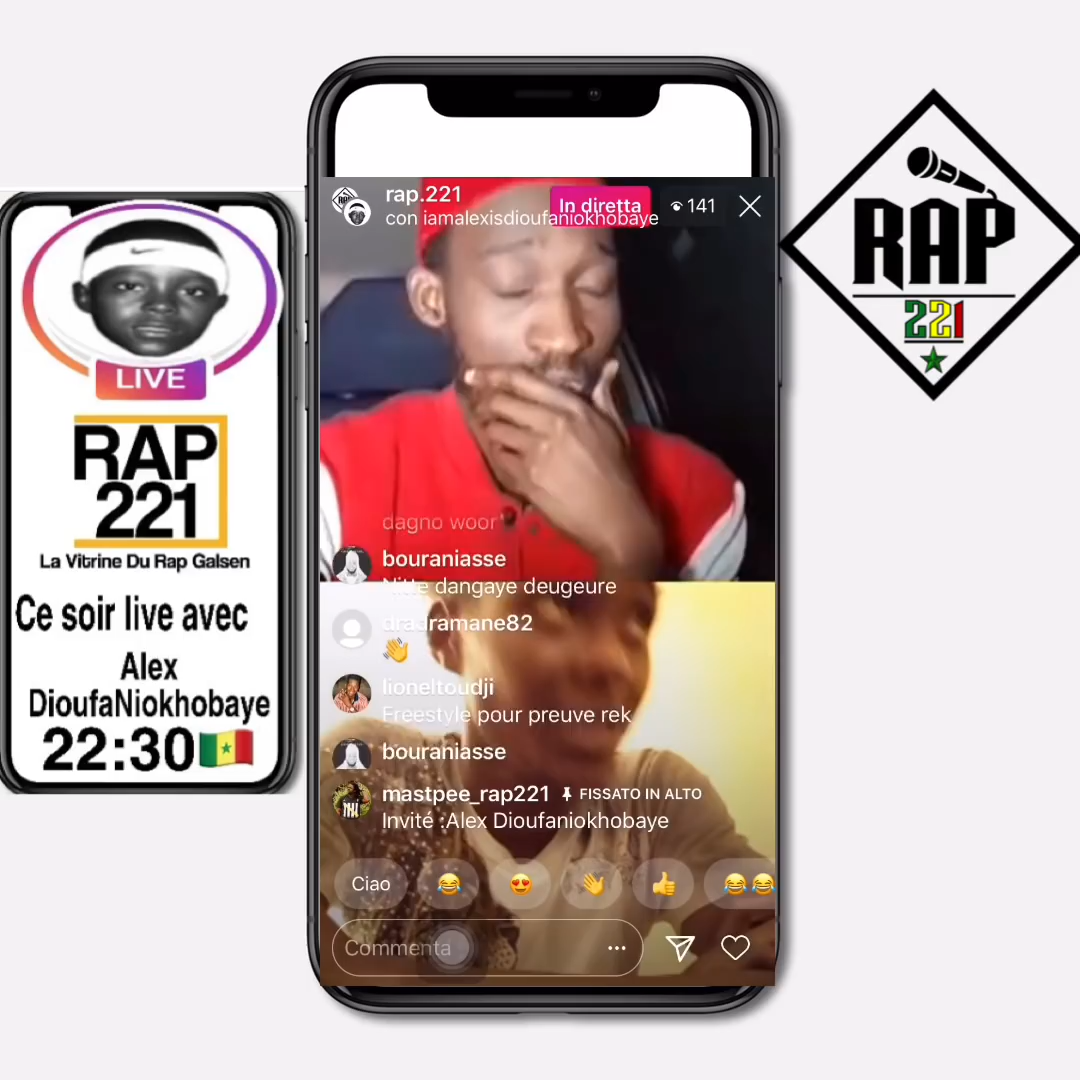 LIVE
RAP
221
La Vitrine Du Rap Galsen
Ce soir live avec
Alex
DioufaNiokhobaye
22:30
rap.221
In diretta
141
con iamalexisdioufaniokhobaye
dagno woor
bouraniasse
Nitte dangaye deugeure
dradramane82
👋
lioneltoudji
Freestyle pour preuve rek
bouraniasse
mastpee_rap221 FISSATO IN ALTO
Invité :Alex Dioufaniokhobaye
Ciao 😂 😍 👋 👍 😂😂
Commenta
RAP
221